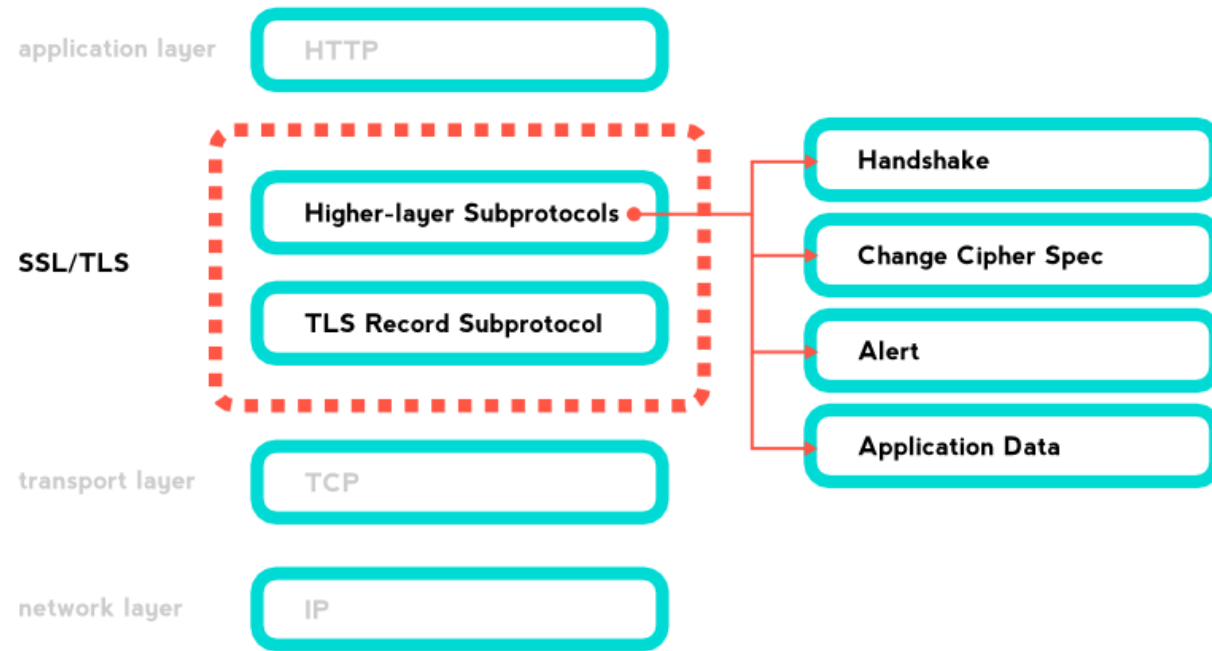 application layer
HTTP
SSL/TLS
Higher-layer Subprotocols
TLS Record Subprotocol
Handshake
Change Cipher Spec
Alert
Application Data
transport layer
TCP
network layer
IP